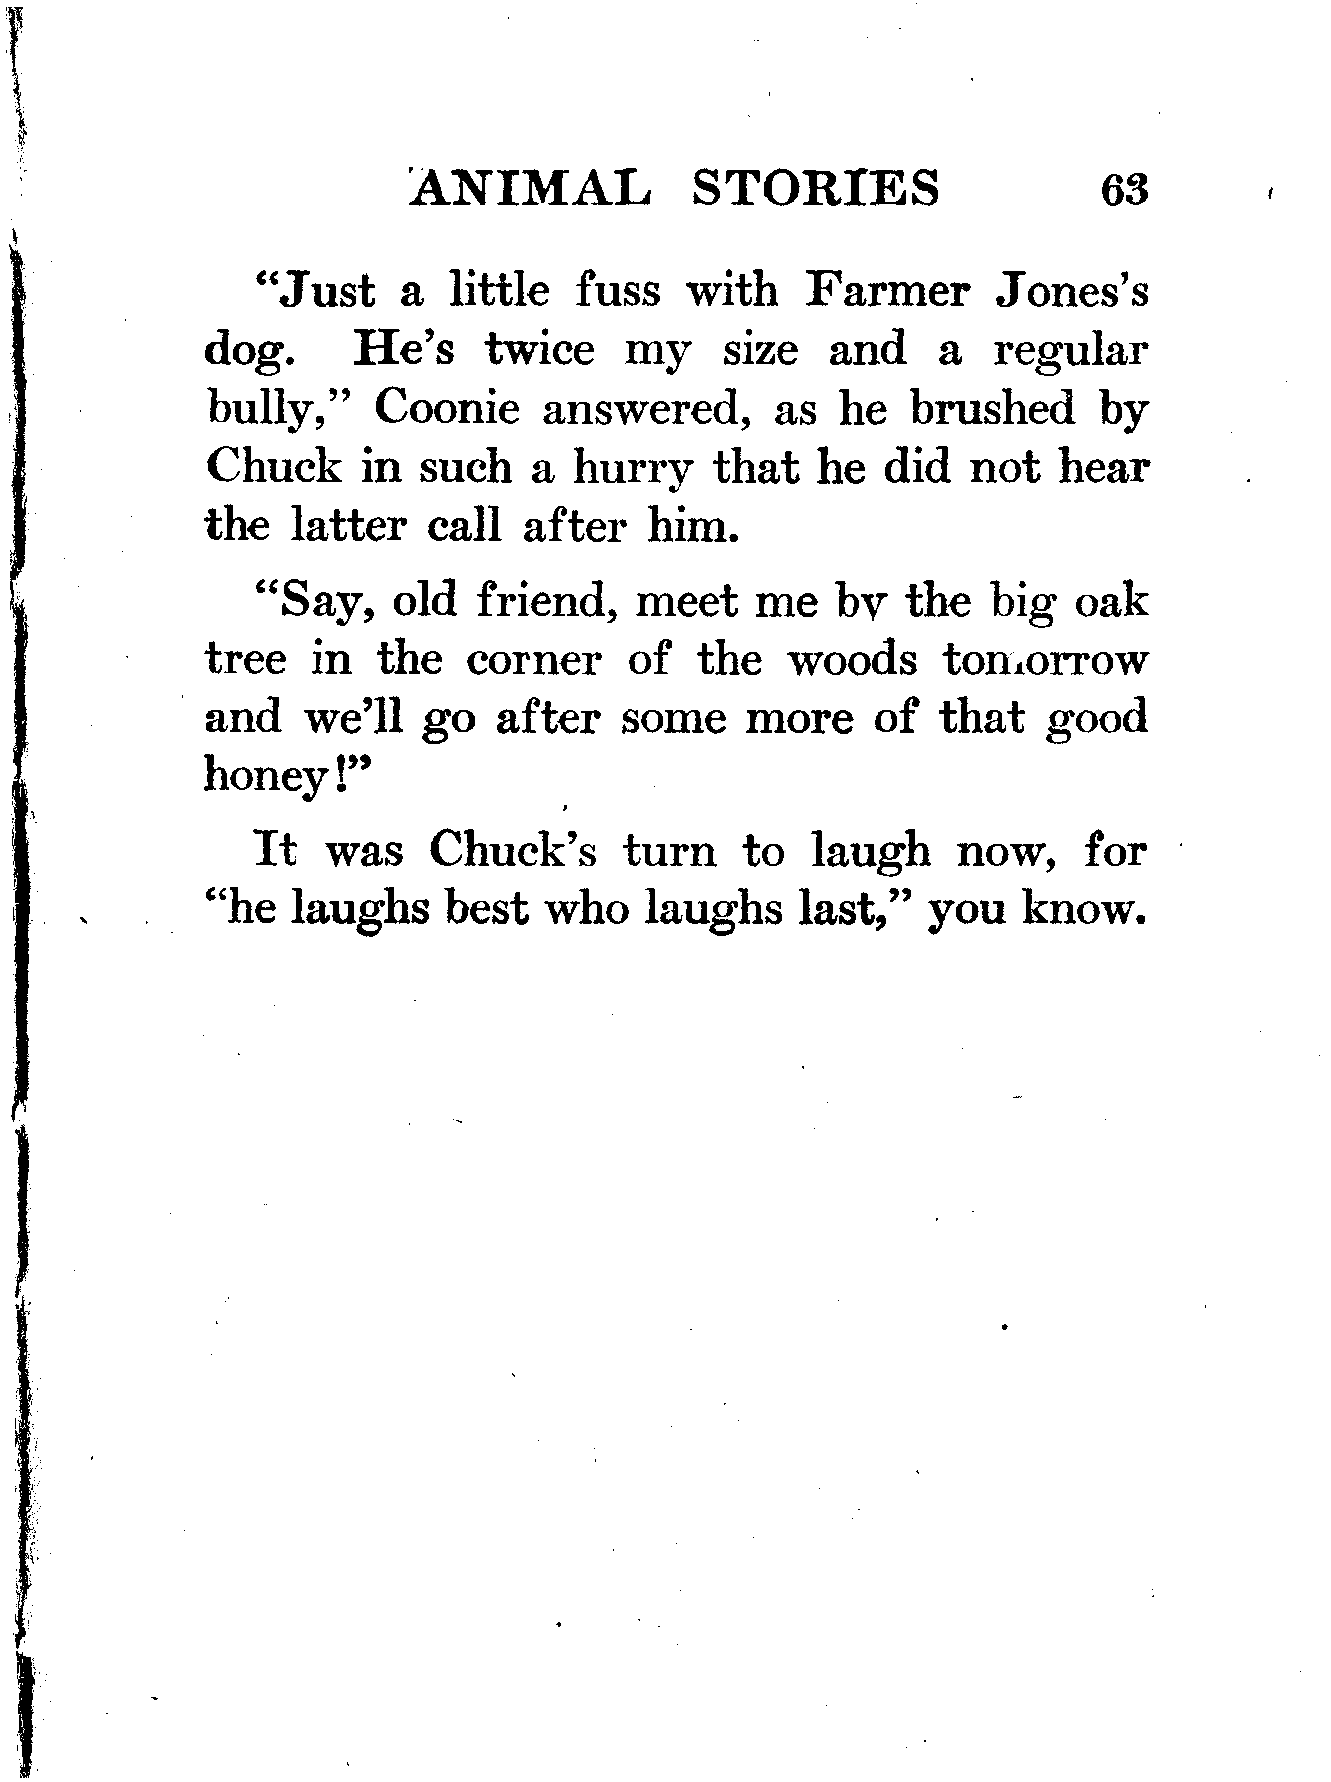 ANIMAL STORIES 63
"Just a little fuss with Farmer Jones's
dog. He's twice my size and a regular
bully," Coonie answered, as he brushed by
Chuck in such a hurry that he did not hear
the latter call after him.
"Say, old friend, meet me by the big oak
tree in the corner of the woods tomorrow
and we'll go after some more of that good
honey!"
It was Chuck's turn to laugh now, for
"he laughs best who laughs last," you know.